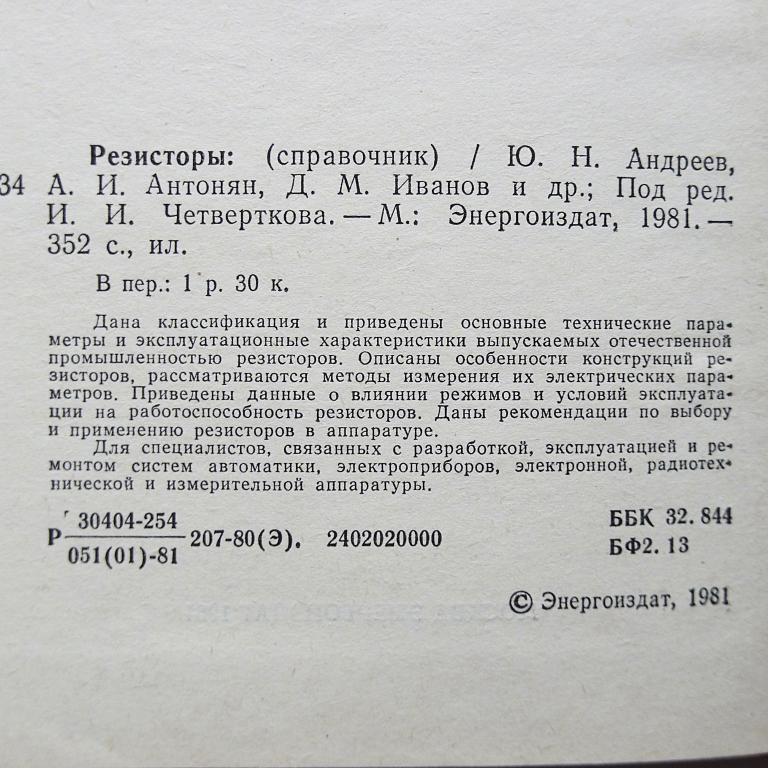 Резисторы: (справочник) / Ю. Н. Андреев,
34 А. И. Антонян, Д. М. Иванов и др.; Под ред.
И. И. Четверткова. — М.: Энергоиздат, 1981. —
352 с., ил.
В пер.: 1 р. 30 к.
Дана классификация и приведены основные технические пара-
метры и эксплуатационные характеристики выпускаемых отечественной
промышленностью резисторов. Описаны особенности конструкций ре-
зисторов, рассматриваются методы измерения их электрических пара-
метров. Приведены данные о влиянии режимов и условий эксплуата-
ции на работоспособность резисторов. Даны рекомендации по выбору
и применению резисторов в аппаратуре.
Для специалистов, связанных с разработкой, эксплуатацией и ре-
монтом систем автоматики, электроприборов, электронной, радиотех-
нической и измерительной аппаратуры.
Р 30404-254
051(01)-81 207-80(Э). 2402020000
ББК 32.844
БФ2.13
© Энергоиздат, 1981